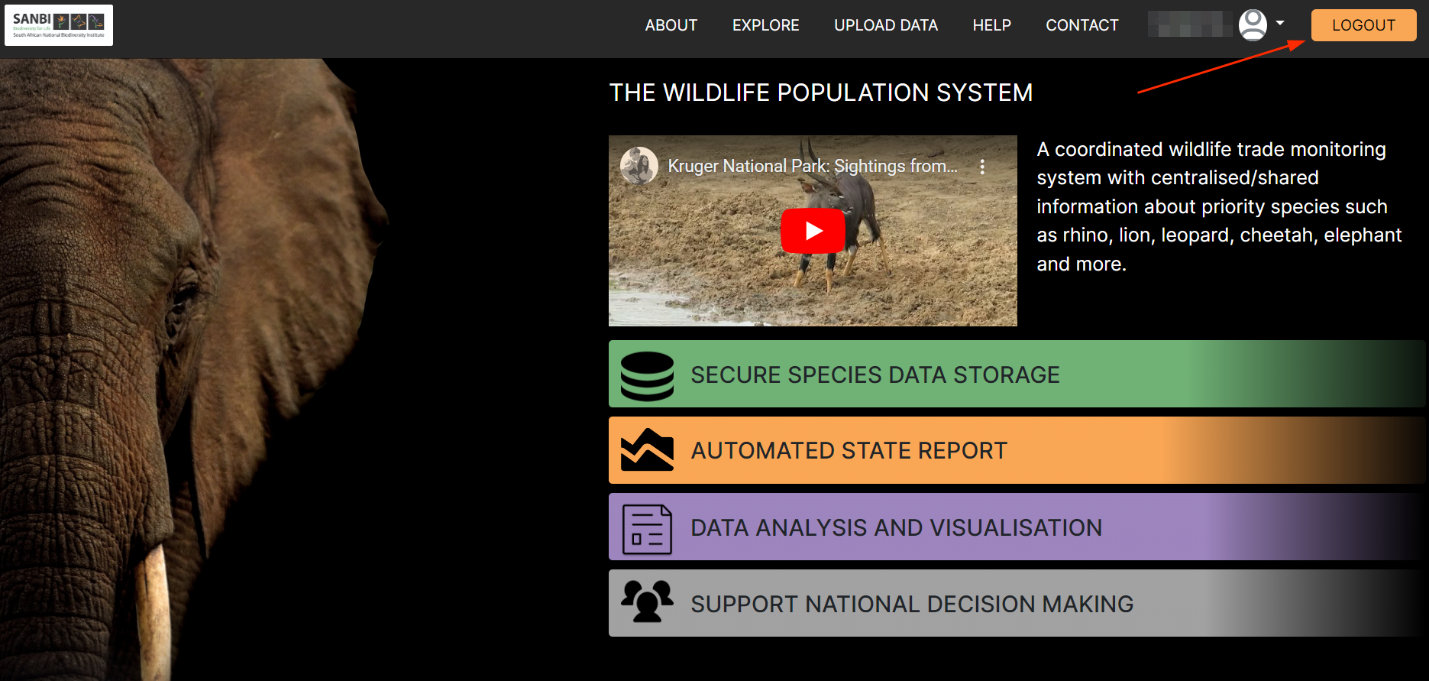 SANBI
Biodiversity for Life
South African National Biodiversity Institute
ABOUT
EXPLORE
UPLOAD DATA
HELP
CONTACT
LOGOUT
THE WILDLIFE POPULATION SYSTEM
Kruger National Park: Sightings from...
A coordinated wildlife trade monitoring
system with centralised/shared
information about priority species such
as rhino, lion, leopard, cheetah, elephant
and more.
SECURE SPECIES DATA STORAGE
AUTOMATED STATE REPORT
DATA ANALYSIS AND VISUALISATION
SUPPORT NATIONAL DECISION MAKING